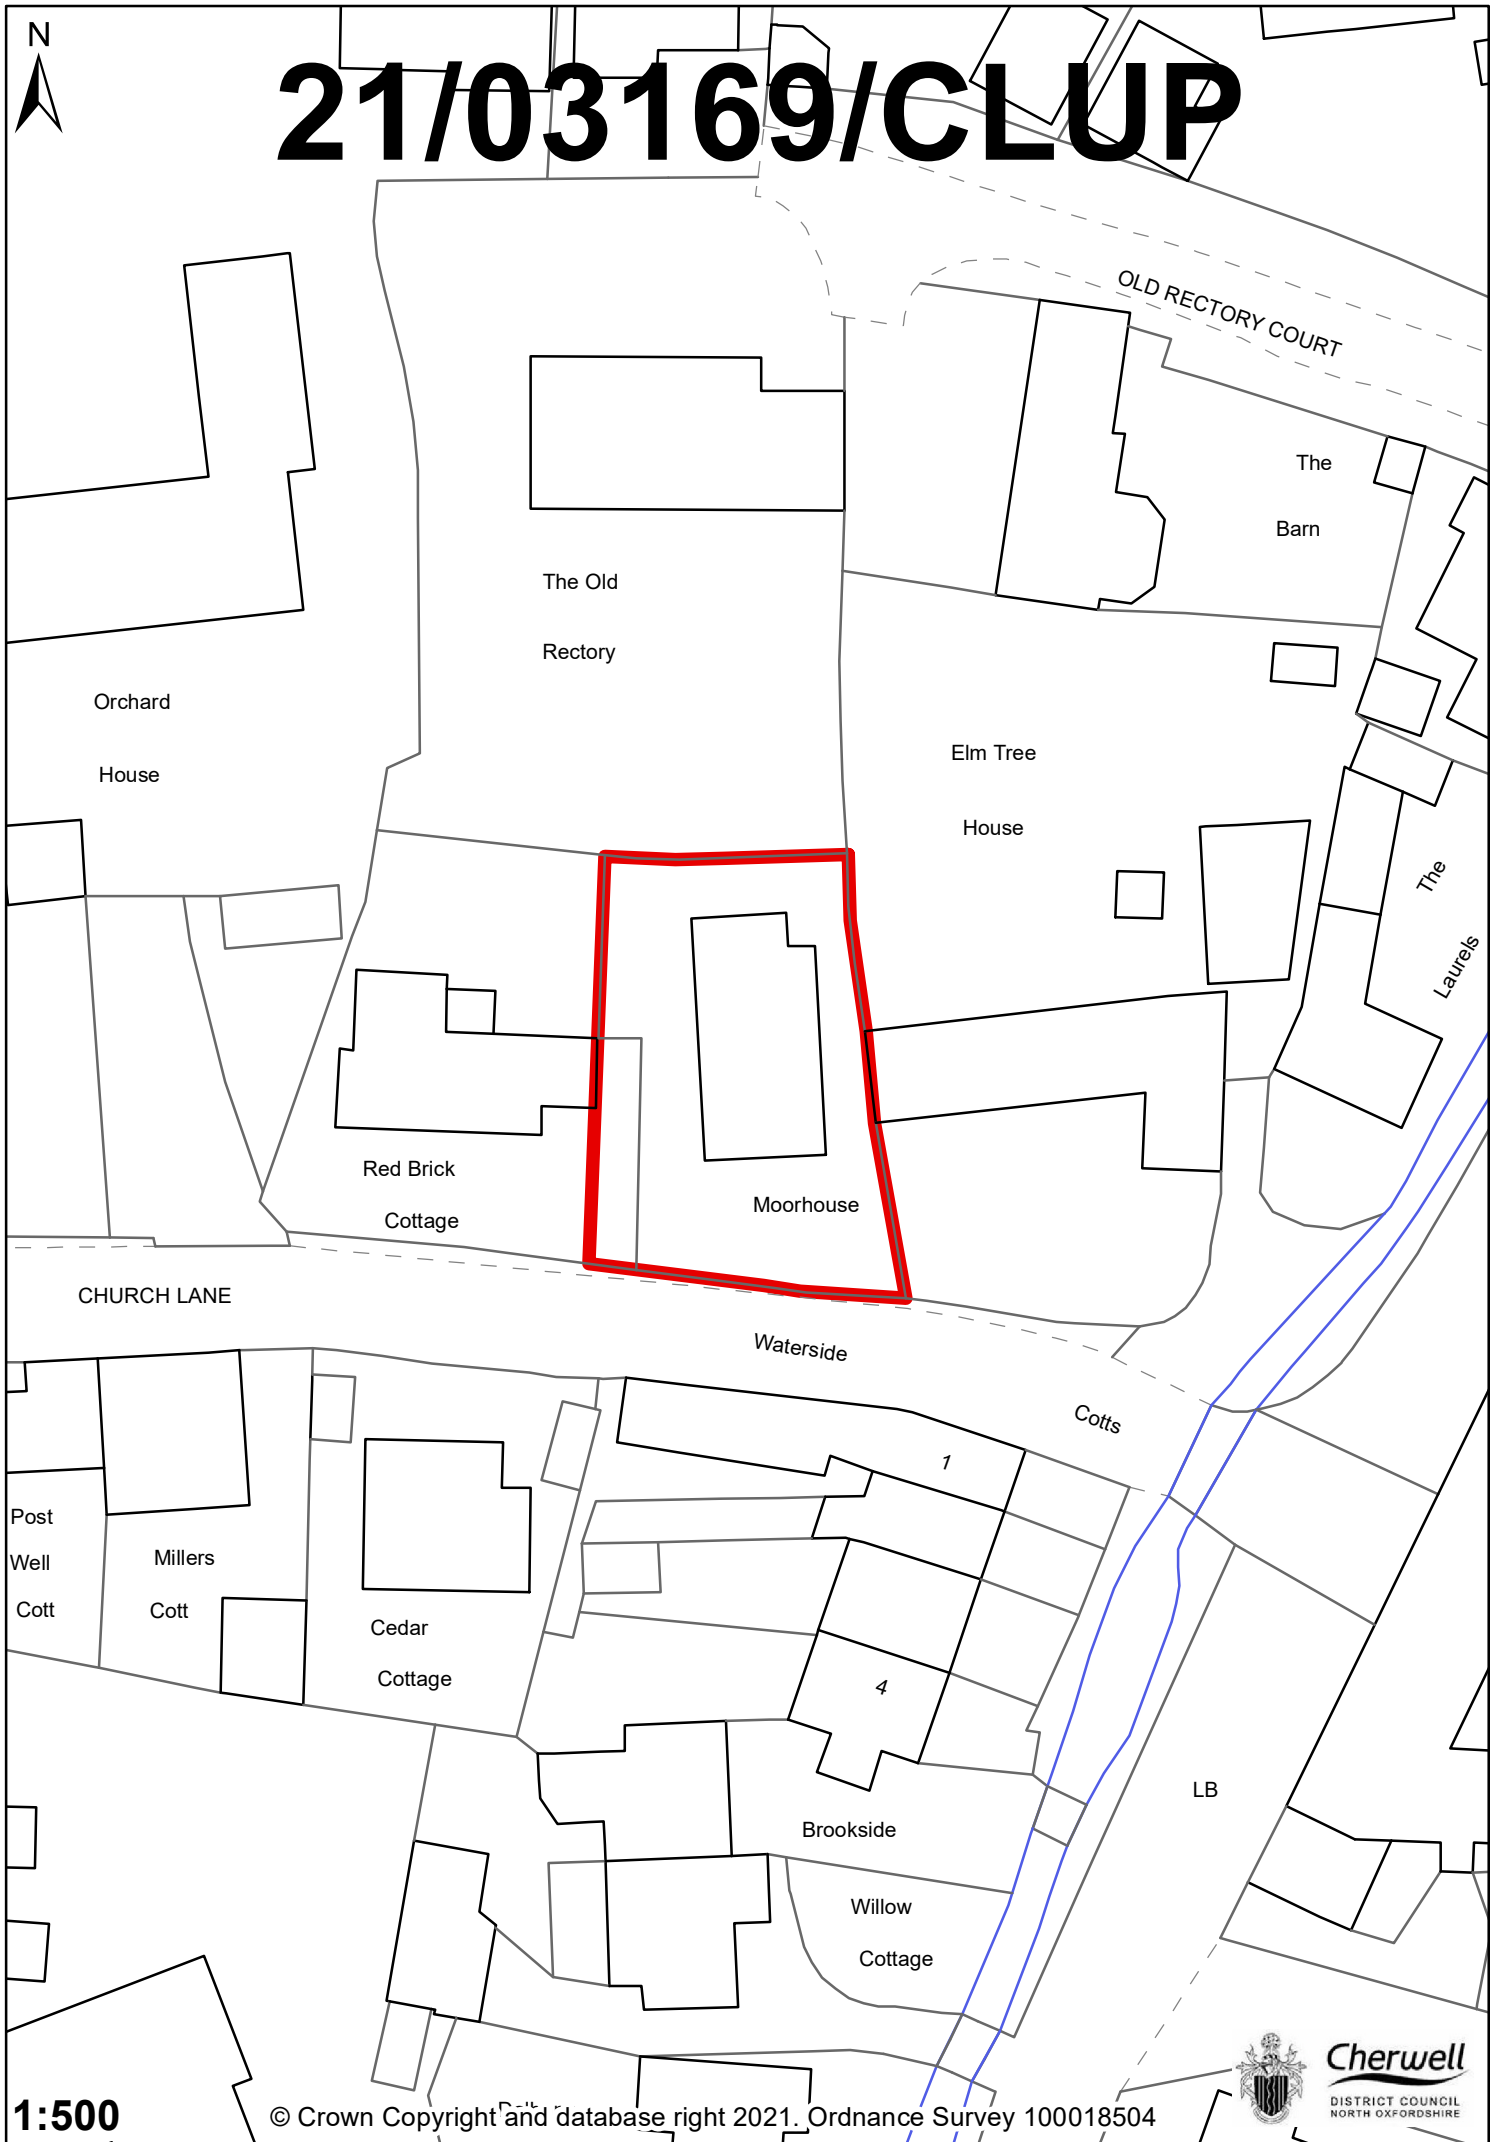 N
21/03169/CLUP
OLD RECTORY COURT
The
Barn
The Old
Rectory
Orchard
House
Elm Tree
House
The
Laurels
Red Brick
Cottage
Moorhouse
CHURCH LANE
Waterside
Cotts
1
Post
Well
Cott
Millers
Cott
Cedar
Cottage
4
LB
Brookside
Willow
Cottage
Cherwell
DISTRICT COUNCIL
NORTH OXFORDSHIRE
1:500
© Crown Copyright and database right 2021. Ordnance Survey 100018504